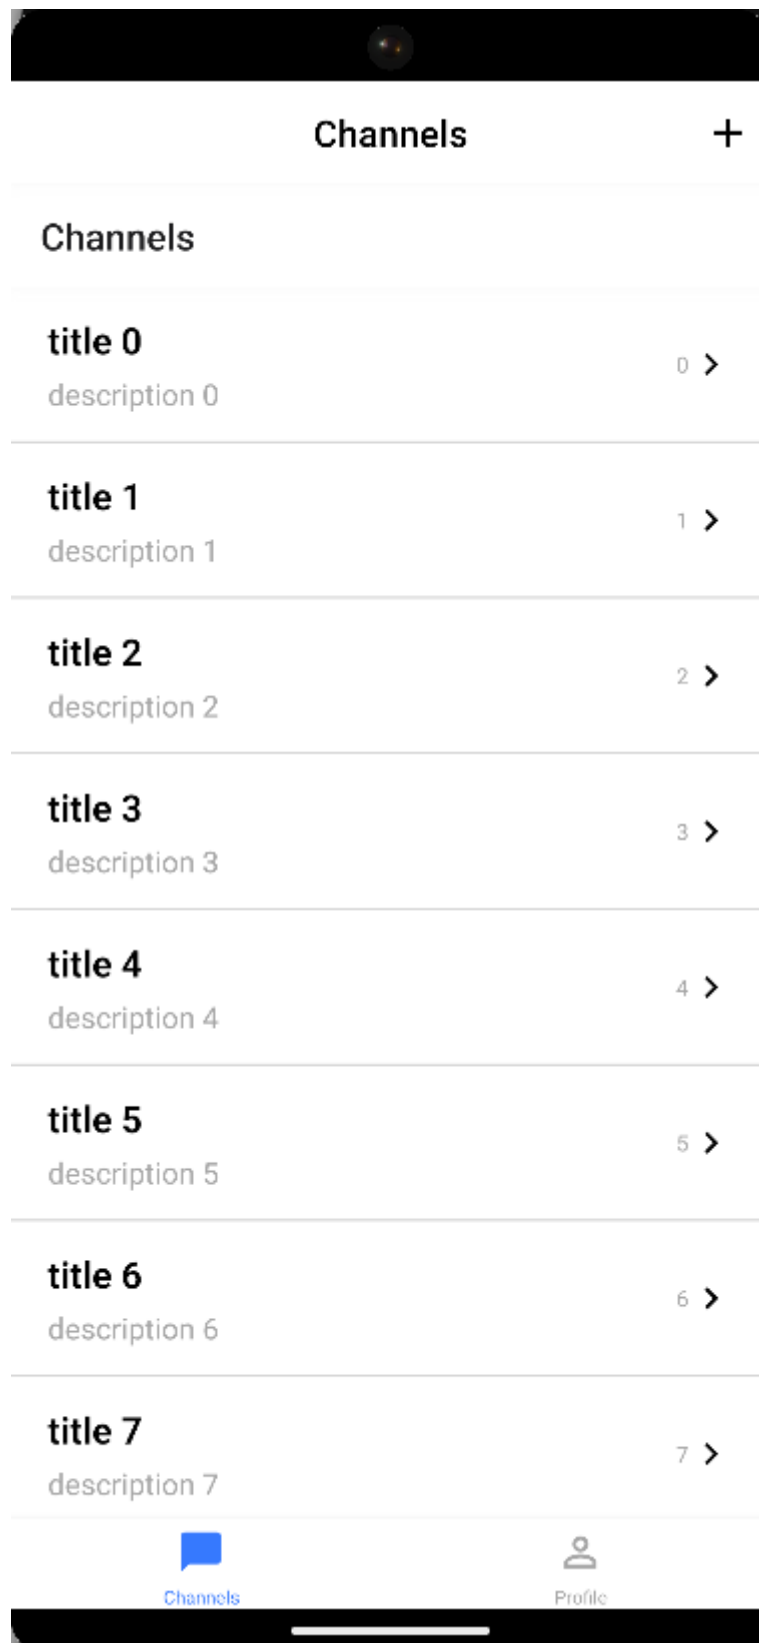 Channels
Channels
title 0
description 0
0
title 1
description 1
1
title 2
description 2
2
title 3
description 3
3
title 4
description 4
4
title 5
description 5
5
title 6
description 6
6
title 7
description 7
7
Channels
Profile